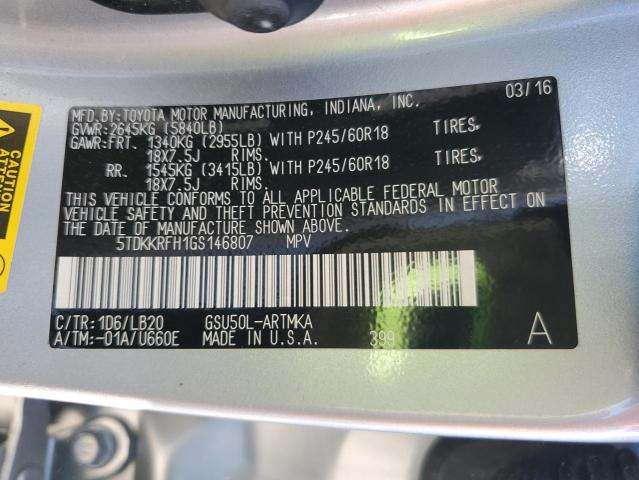 MFD.BY: TOYOTA MOTOR MANUFACTURING, INDIANA, INC. 03/16
GVWR: 2645KG (5840LB)
GAWR: FRT. 1340KG (2955LB) WITH P245/60R18 TIRES,
18X7.5J RIMS.
RR. 1545KG (3415LB) WITH P245/60R18 TIRES,
18X7.5J RIMS.
THIS VEHICLE CONFORMS TO ALL APPLICABLE FEDERAL MOTOR
VEHICLE SAFETY AND THEFT PREVENTION STANDARDS IN EFFECT ON
THE DATE OF MANUFACTURE SHOWN ABOVE.
5TDKKRFH1GS146807 MPV
C/TR: 1D6/LB20 GSU50L-ARTMKA
A/TM: -01A/U660E MADE IN U.S.A. 399 A
CAUTION